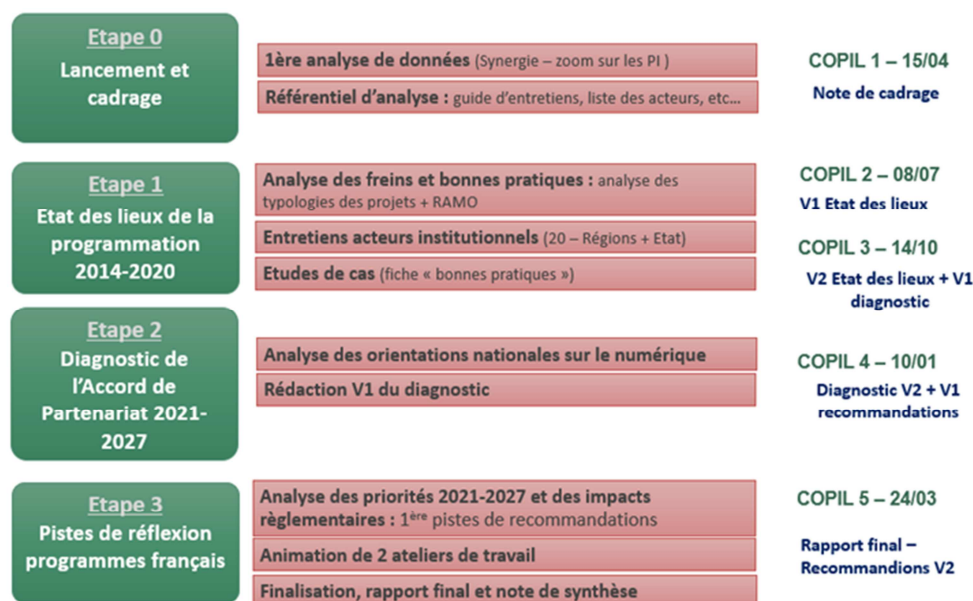 Etape 0
Lancement et
cadrage
1ère analyse de données (Synergie – zoom sur les PI )
Référentiel d'analyse : guide d'entretiens, liste des acteurs, etc…
COPIL 1 – 15/04
Note de cadrage
Etape 1
Etat des lieux de la
programmation
2014-2020
Analyse des freins et bonnes pratiques : analyse des
typologies des projets + RAMO
Entretiens acteurs institutionnels (20 – Régions + Etat)
Etudes de cas (fiche « bonnes pratiques »)
COPIL 2 – 08/07
V1 Etat des lieux
COPIL 3 – 14/10
V2 Etat des lieux + V1
diagnostic
Etape 2
Diagnostic de
l'Accord de
Partenariat 2021-
2027
Analyse des orientations nationales sur le numérique
Rédaction V1 du diagnostic
COPIL 4 – 10/01
Diagnostic V2 + V1
recommandations
Etape 3
Pistes de réflexion
programmes français
Analyse des priorités 2021-2027 et des impacts
règlementaires : 1ère pistes de recommandations
Animation de 2 ateliers de travail
Finalisation, rapport final et note de synthèse
COPIL 5 – 24/03
Rapport final –
Recommandions V2